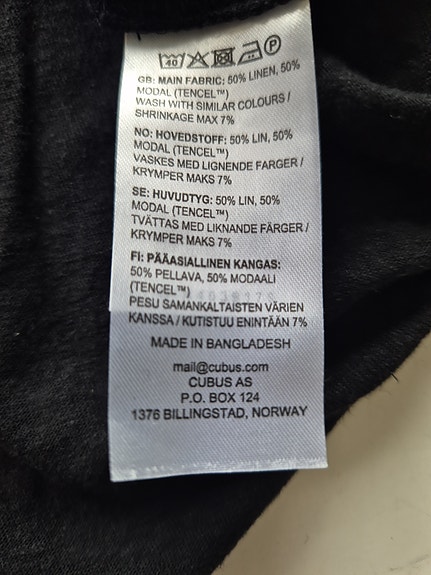 40 P
GB: MAIN FABRIC: 50% LINEN, 50%
MODAL (TENCEL™)
WASH WITH SIMILAR COLOURS /
SHRINKAGE MAX 7%
NO: HOVEDSTOFF: 50% LIN, 50%
MODAL (TENCEL™)
VASKES MED LIGNENDE FARGER /
KRYMPER MAKS 7%
SE: HUVUDTYG: 50% LIN, 50%
MODAL (TENCEL™)
TVÄTTAS MED LIKNANDE FÄRGER /
KRYMPER MAKS 7%
FI: PÄÄASIALLINEN KANGAS:
50% PELLAVA, 50% MODAALI
(TENCEL™)
PESU SAMANKALTAISTEN VÄRIEN
KANSSA / KUTISTUU ENINTÄÄN 7%
MADE IN BANGLADESH
mail@cubus.com
CUBUS AS
P.O. BOX 124
1376 BILLINGSTAD, NORWAY